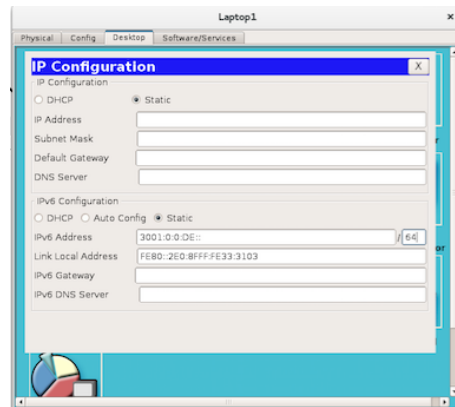 Laptop1
Physical Config Desktop Software/Services
IP Configuration X
IP Configuration
DHCP Static
IP Address
Subnet Mask
Default Gateway
DNS Server
IPv6 Configuration
DHCP Auto Config Static
IPv6 Address 3001:0:0:DE:: / 64
Link Local Address FE80::2E0:8FFF:FE33:3103
IPv6 Gateway
IPv6 DNS Server